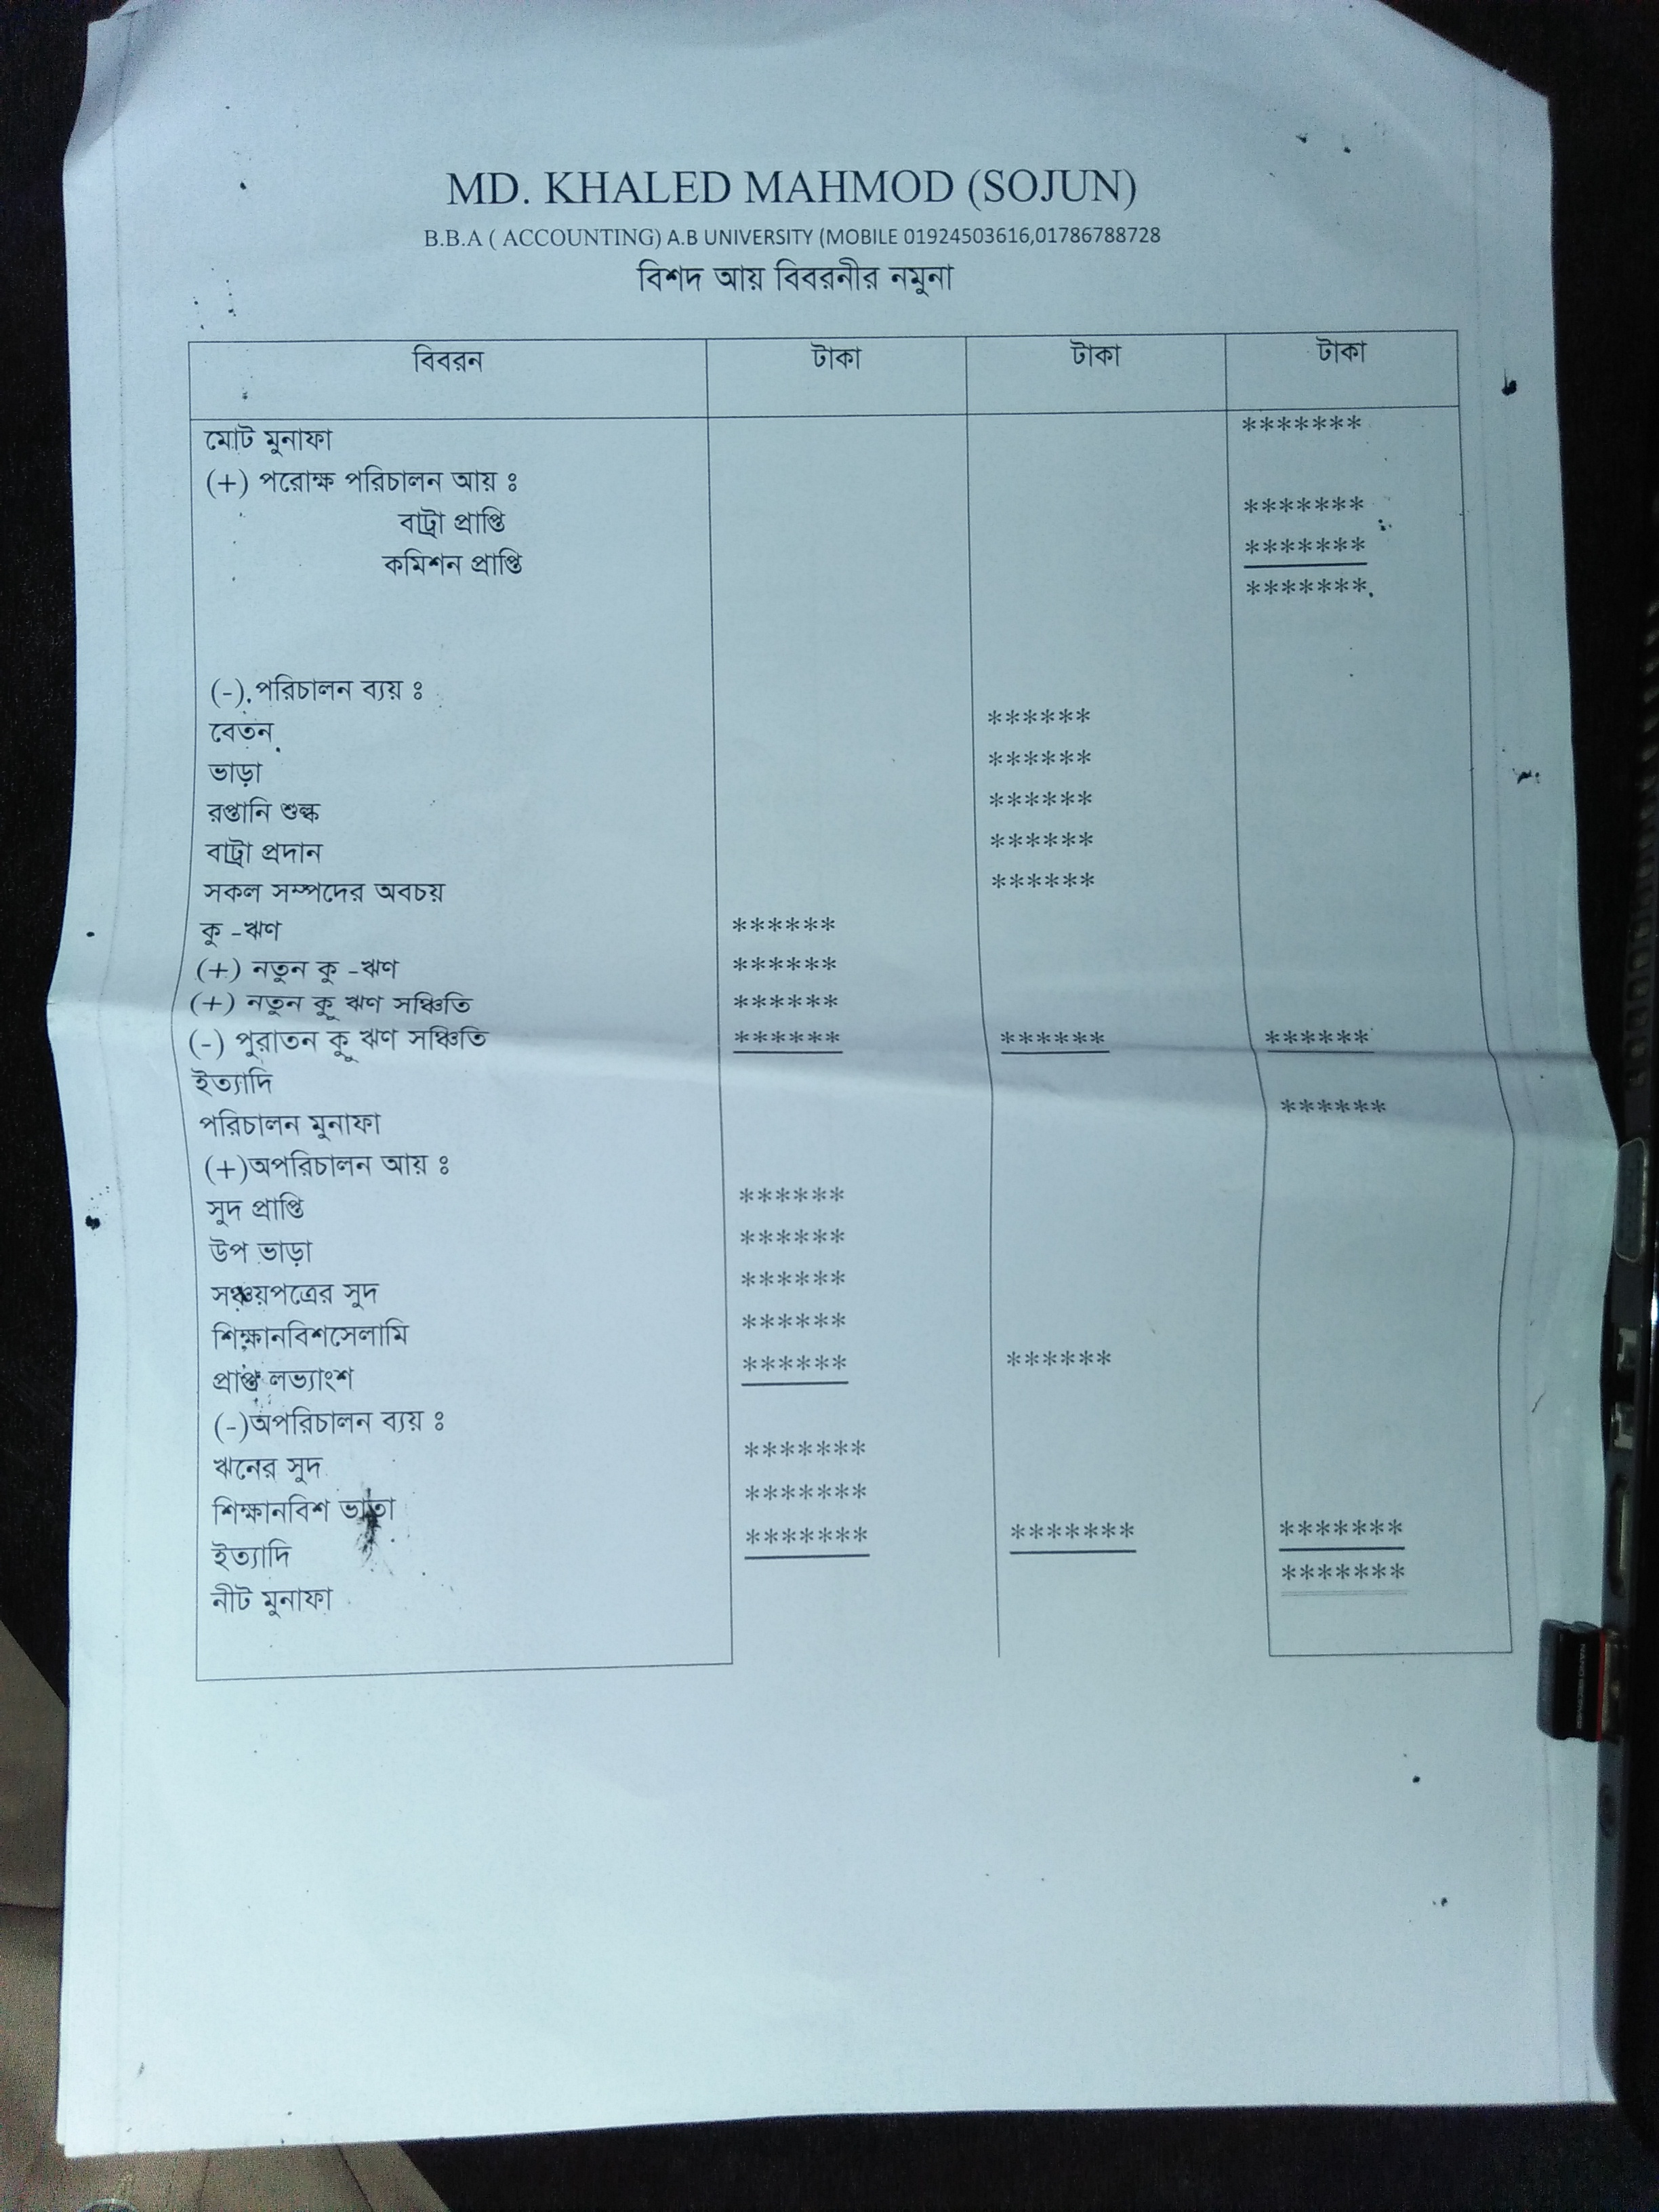 MD. KHALED MAHMOD (SOJUN)
B.B.A ( ACCOUNTING) A.B UNIVERSITY (MOBILE 01924503616,01786788728
বিশদ আয় বিবরনীর নমুনা
বিবরন টাকা টাকা টাকা
মোট মুনাফা *******
(+) পরোক্ষ পরিচালন আয় ঃ
বাট্টা প্রাপ্তি *******
কমিশন প্রাপ্তি *******
*******
(-) পরিচালন ব্যয় ঃ
বেতন ******
ভাড়া ******
রপ্তানি শুল্ক ******
বাট্টা প্রদান ******
সকল সম্পদের অবচয় ******
কু -ঋণ ******
(+) নতুন কু -ঋণ ******
(+) নতুন কু ঋণ সঞ্চিতি ******
(-) পুরাতন কু ঋণ সঞ্চিতি ****** ****** ******
ইত্যাদি
পরিচালন মুনাফা ******
(+)অপরিচালন আয় ঃ
সুদ প্রাপ্তি ******
উপ ভাড়া ******
সঞ্চয়পত্রের সুদ ******
শিক্ষানবিশসেলামি ******
প্রাপ্ত লভ্যাংশ ****** ******
(-)অপরিচালন ব্যয় ঃ
ঋনের সুদ *******
শিক্ষানবিশ ভাতা *******
ইত্যাদি ******* ******* *******
নীট মুনাফা *******